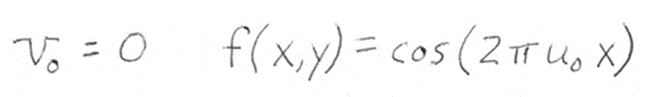 v₀ = 0 f(x,y) = cos(2πu₀x)